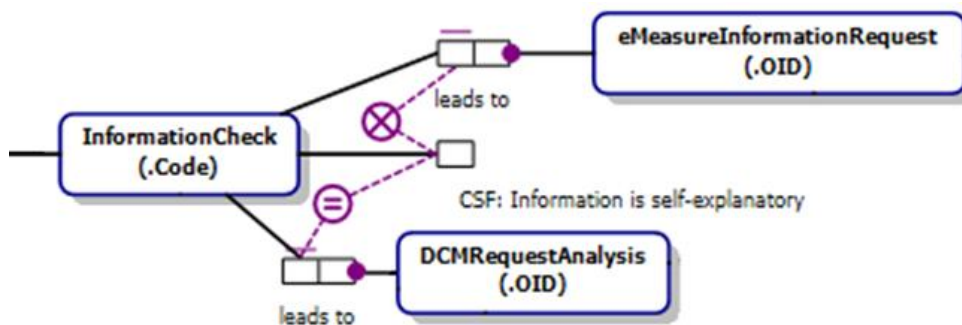 eMeasureInformationRequest
(.OID)
leads to
InformationCheck
(.Code)
CSF: Information is self-explanatory
DCMRequestAnalysis
(.OID)
leads to